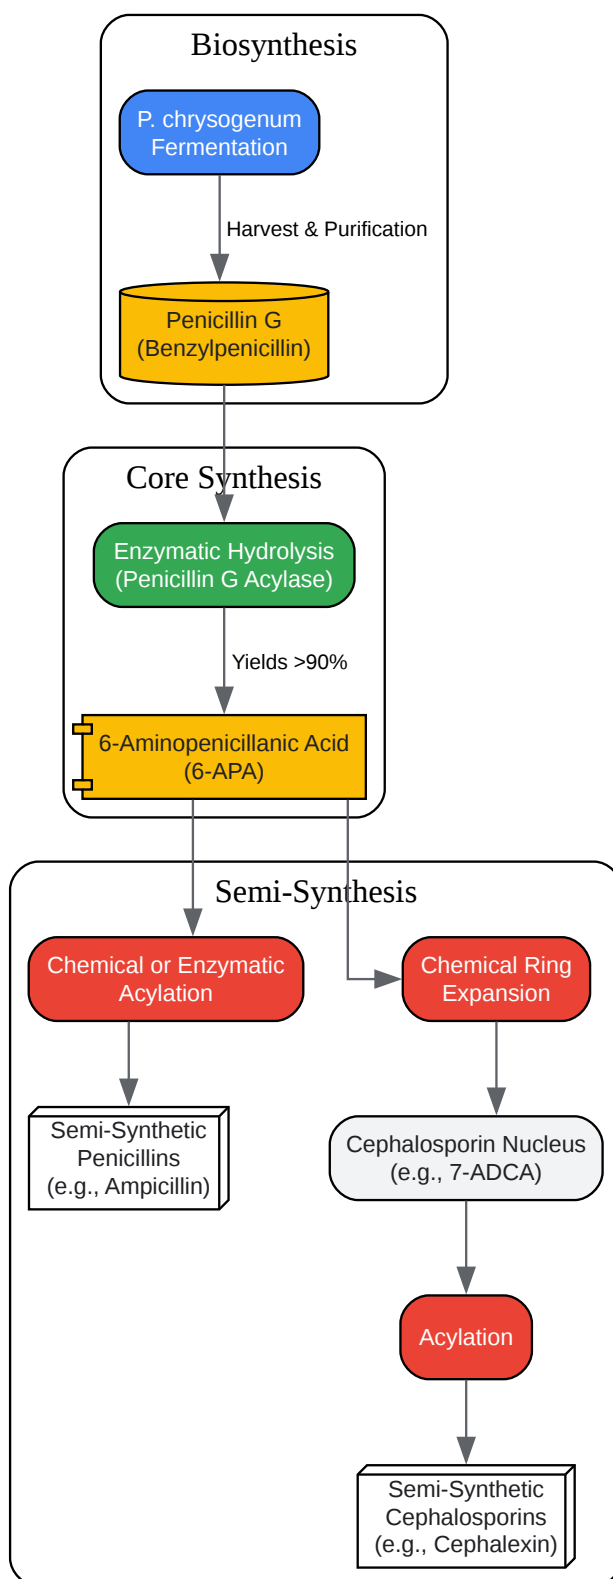 Biosynthesis
P. chrysogenum
Fermentation
Harvest & Purification
Penicillin G
(Benzylpenicillin)
Core Synthesis
Enzymatic Hydrolysis
(Penicillin G Acylase)
Yields >90%
6-Aminopenicillanic Acid
(6-APA)
Semi-Synthesis
Chemical or Enzymatic
Acylation
Chemical Ring
Expansion
Semi-Synthetic
Penicillins
(e.g., Ampicillin)
Cephalosporin Nucleus
(e.g., 7-ADCA)
Acylation
Semi-Synthetic
Cephalosporins
(e.g., Cephalexin)